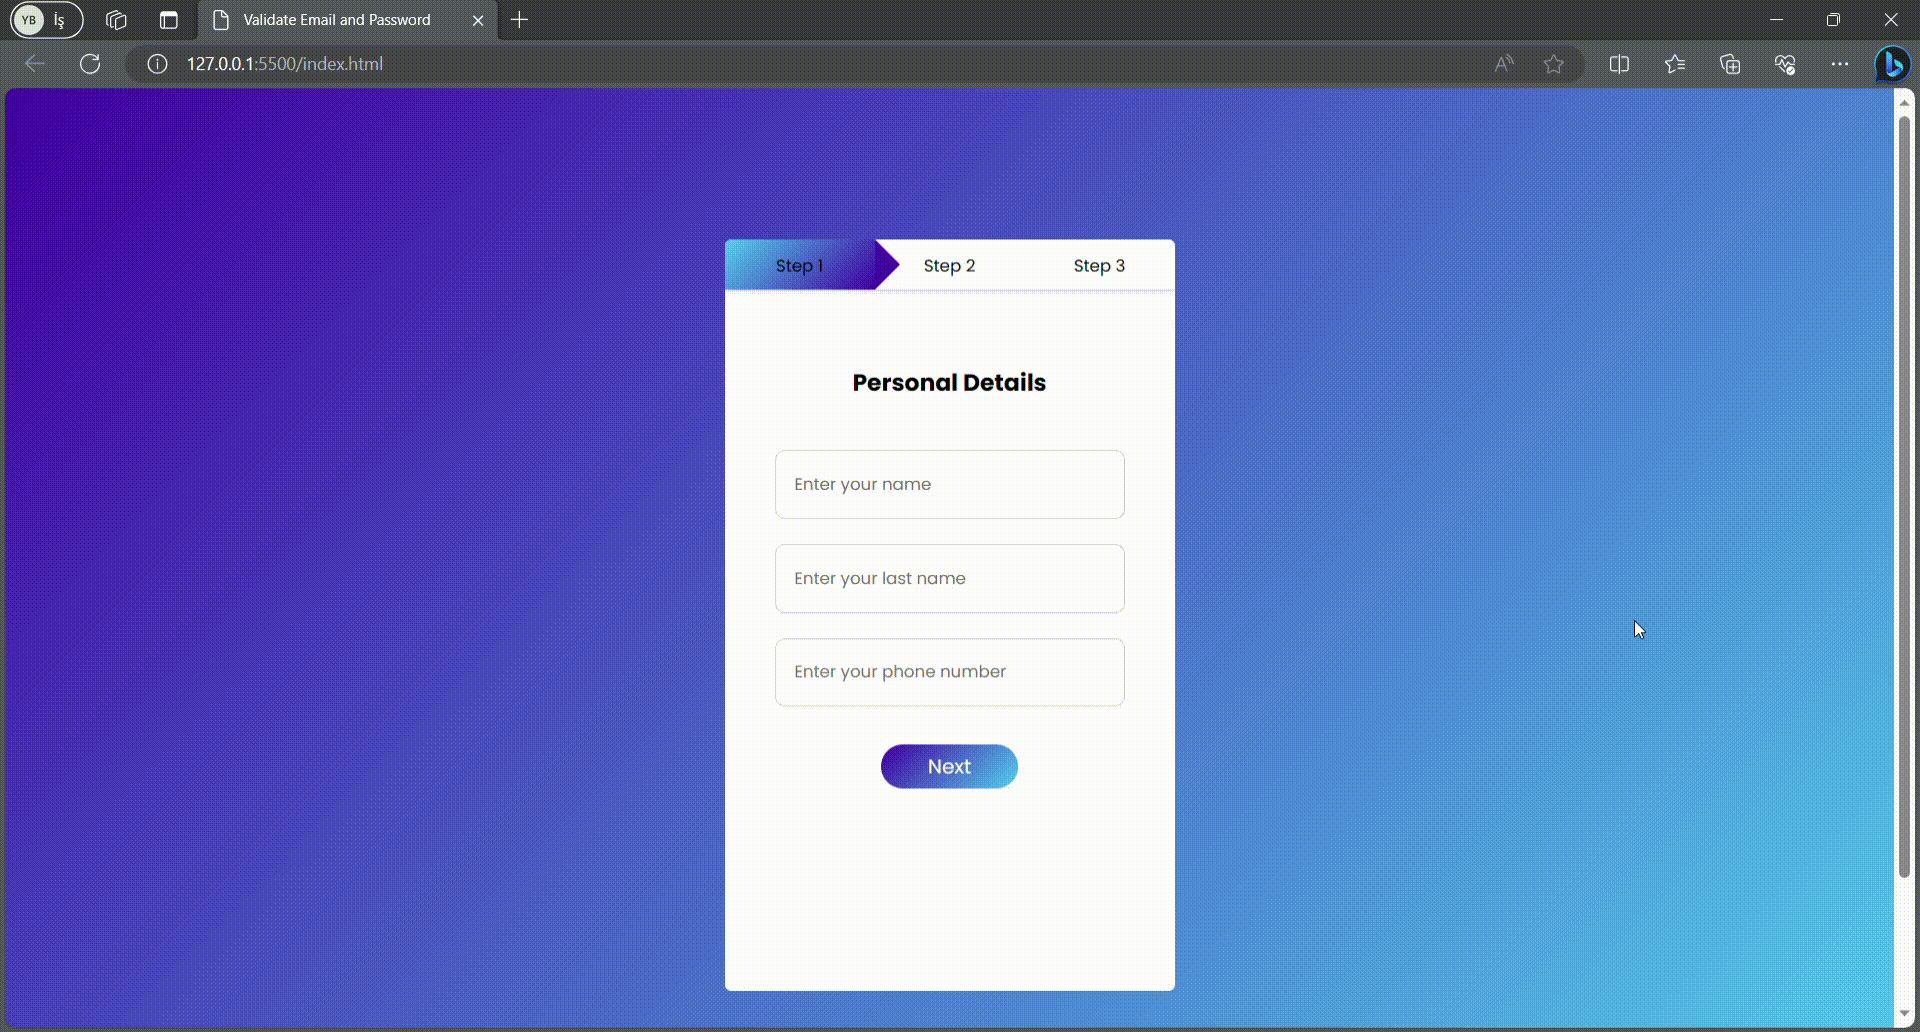 YB İş Validate Email and Password
127.0.0.1:5500/index.html A
Step 1 Step 2 Step 3
Personal Details
Enter your name
Enter your last name
Enter your phone number
Next